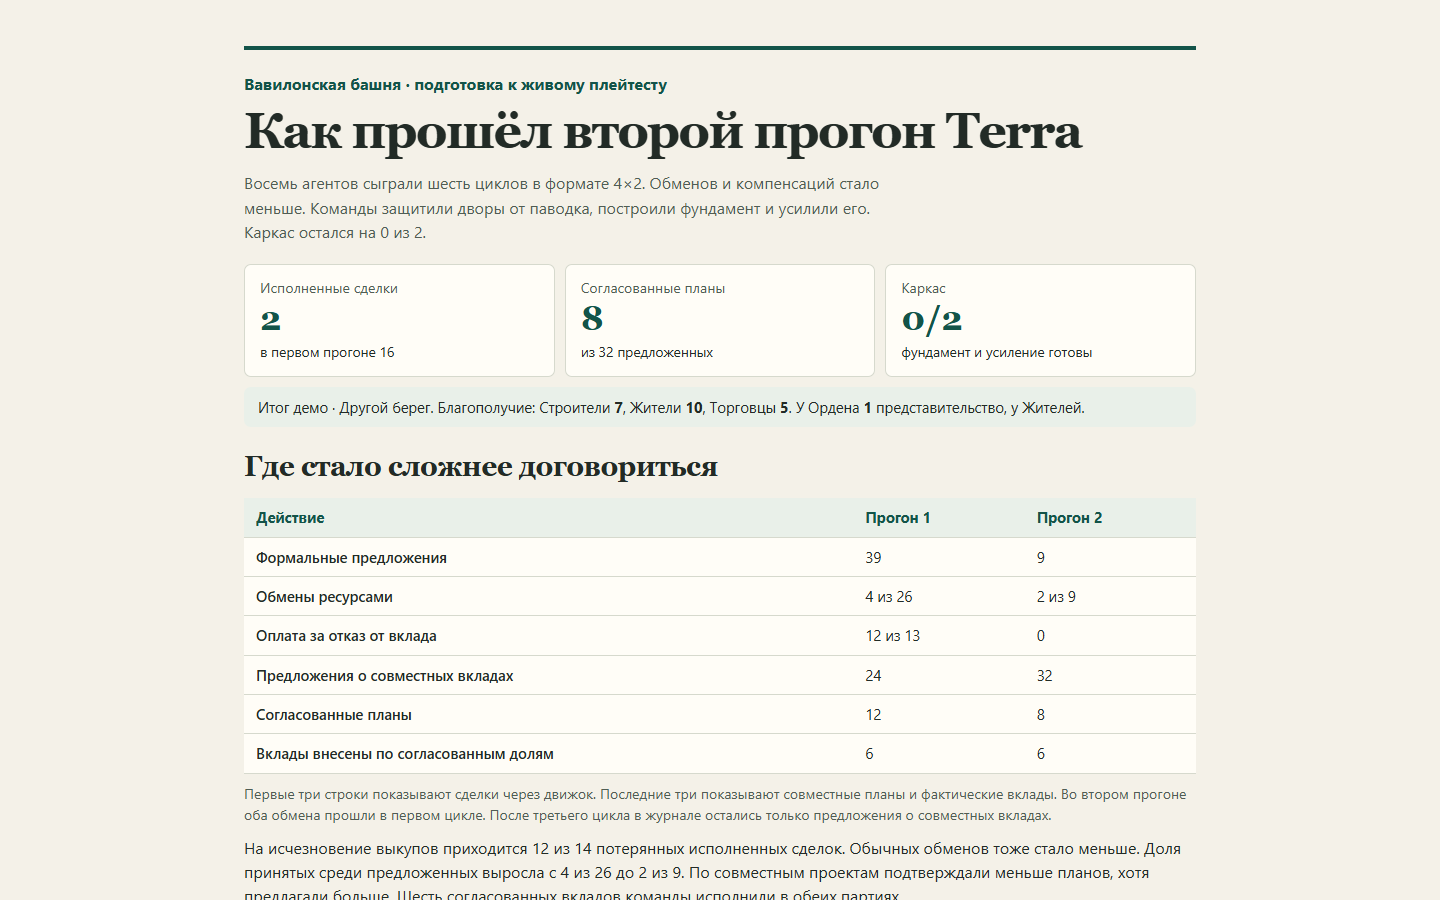 Вавилонская башня · подготовка к живому плейтесту
Как прошёл второй прогон Terra
Восемь агентов сыграли шесть циклов в формате 4×2. Обменов и компенсаций стало
меньше. Команды защитили дворы от паводка, построили фундамент и усилили его.
Каркас остался на 0 из 2.
Исполненные сделки
2
в первом прогоне 16
Согласованные планы
8
из 32 предложенных
Каркас
0/2
фундамент и усиление готовы
Итог демо · Другой берег. Благополучие: Строители 7, Жители 10, Торговцы 5. У Ордена 1 представительство, у Жителей.
Где стало сложнее договориться
Действие Прогон 1 Прогон 2
Формальные предложения 39 9
Обмены ресурсами 4 из 26 2 из 9
Оплата за отказ от вклада 12 из 13 0
Предложения о совместных вкладах 24 32
Согласованные планы 12 8
Вклады внесены по согласованным долям 6 6
Первые три строки показывают сделки через движок. Последние три показывают совместные планы и фактические вклады. Во втором прогоне
оба обмена прошли в первом цикле. После третьего цикла в журнале остались только предложения о совместных вкладах.
На исчезновение выкупов приходится 12 из 14 потерянных исполненных сделок. Обычных обменов тоже стало меньше. Доля
принятых среди предложенных выросла с 4 из 26 до 2 из 9. По совместным проектам подтверждали меньше планов, хотя
предлагали больше. Шесть согласованных вкладов команды исполнили в обеих партиях.